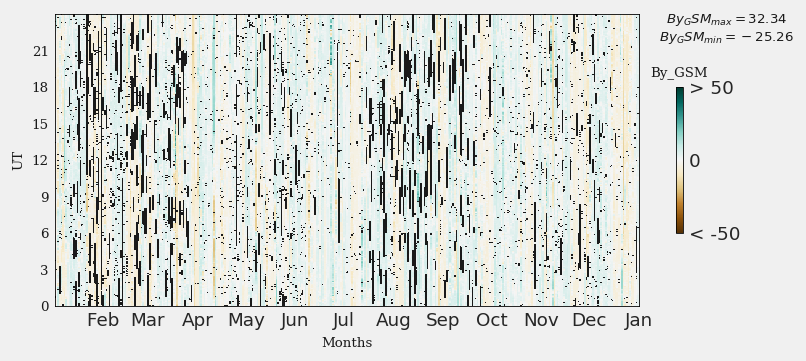 By_GSM_max = 32.34
By_GSM_min = −25.26
By_GSM
> 50
0
< -50
UT
21
18
15
12
9
6
3
0
Feb Mar Apr May Jun Jul Aug Sep Oct Nov Dec Jan
Months